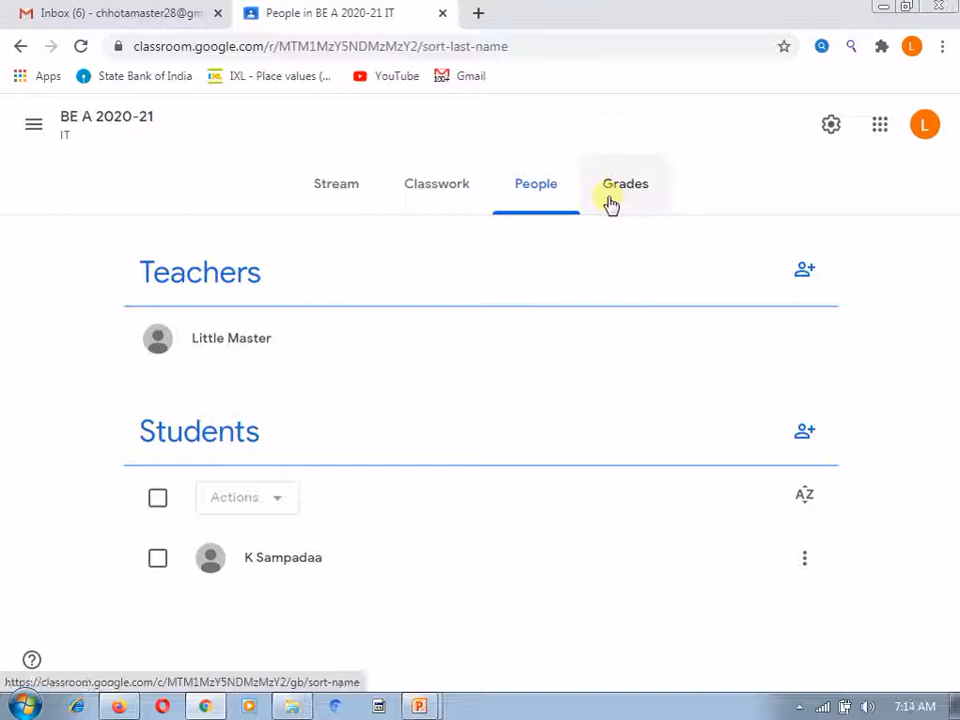 Inbox (6) - chhotamaster28@gm
People in BE A 2020-21 IT
classroom.google.com/r/MTM1MzY5NDMzMzY2/sort-last-name
L
Apps
State Bank of India
IXL - Place values (...
YouTube
100+
Gmail
BE A 2020-21
IT
L
Stream
Classwork
People
Grades
Teachers
Little Master
Students
Actions
AZ
K Sampadaa
https://classroom.google.com/c/MTM1MzY5NDMzMzY2/gb/sort-name
7:14 AM